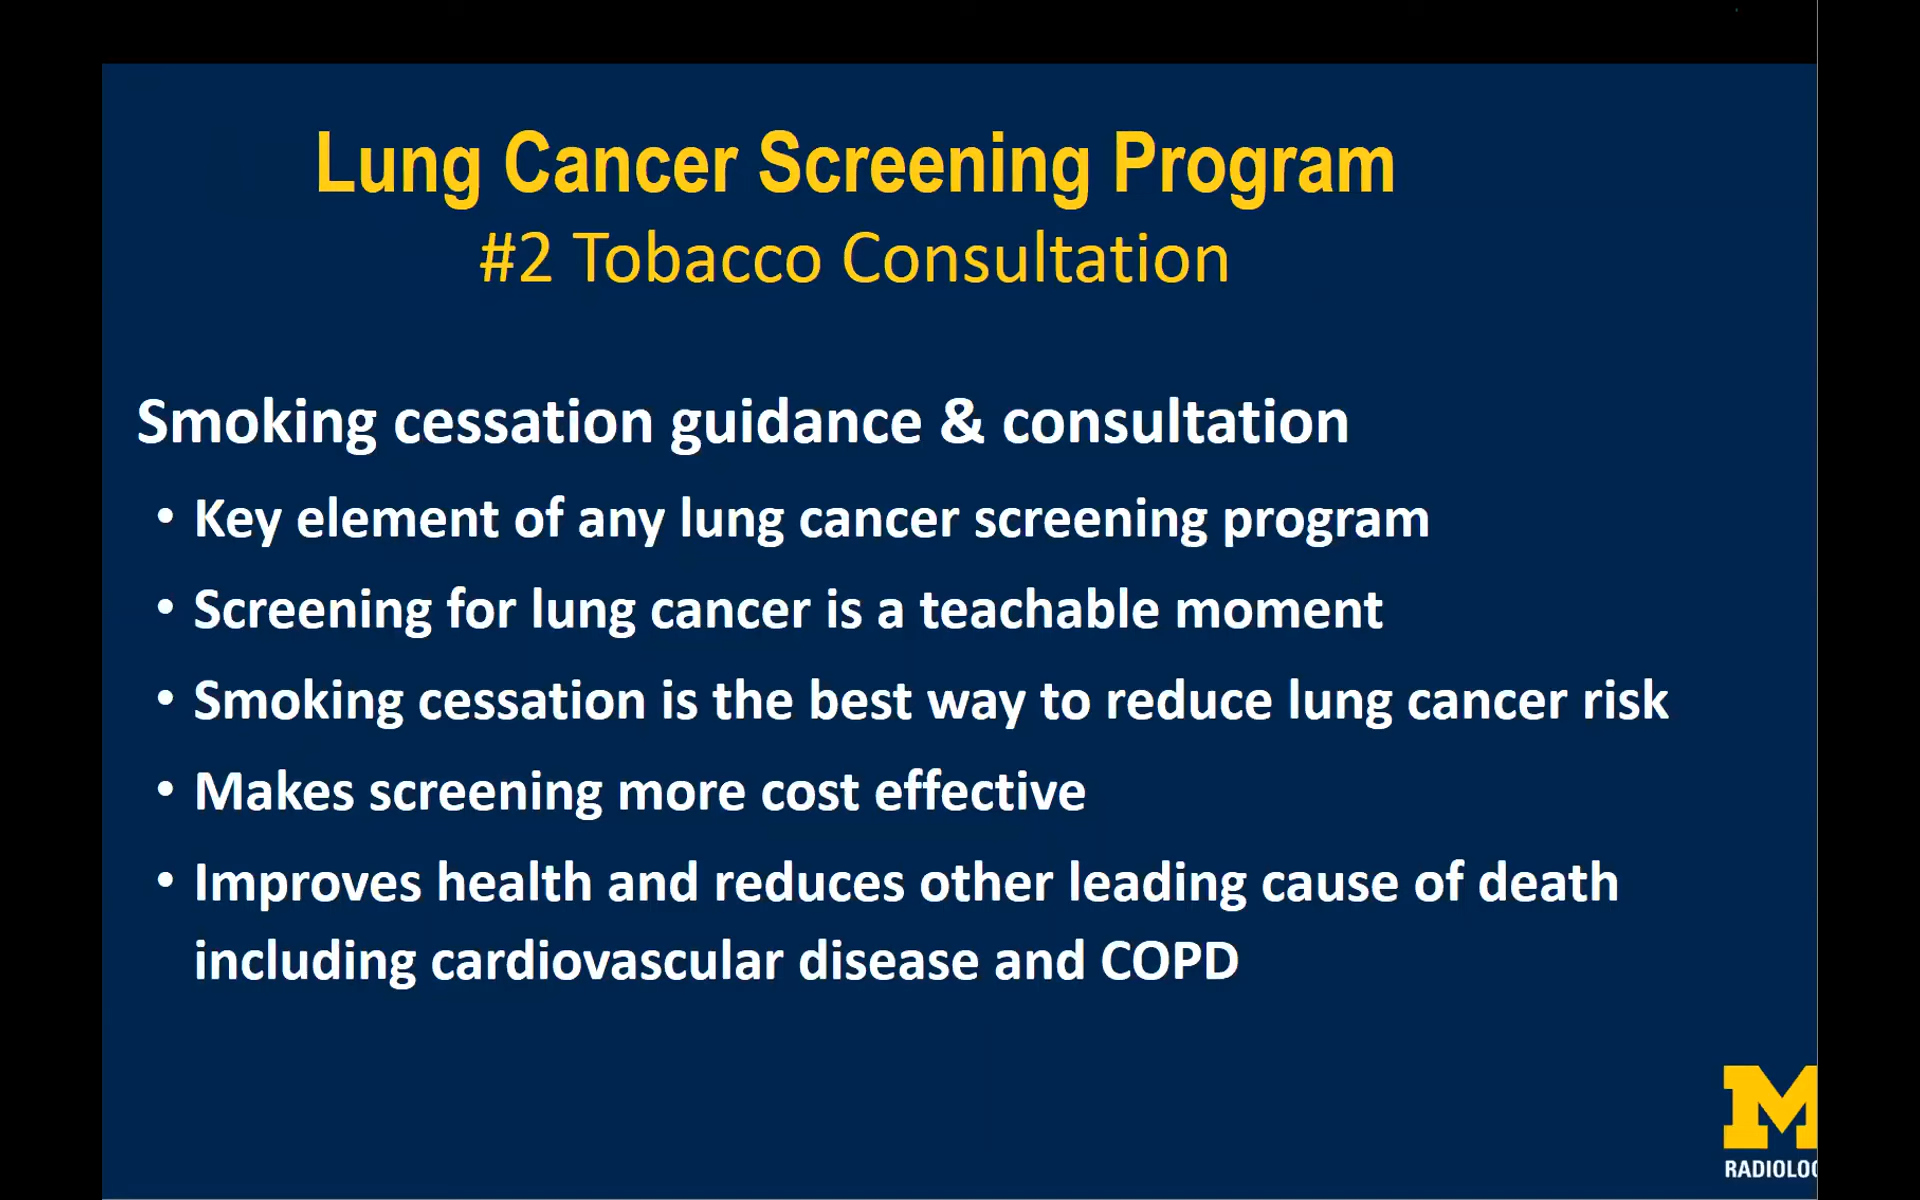 Lung Cancer Screening Program
#2 Tobacco Consultation
Smoking cessation guidance & consultation
• Key element of any lung cancer screening program
• Screening for lung cancer is a teachable moment
• Smoking cessation is the best way to reduce lung cancer risk
• Makes screening more cost effective
• Improves health and reduces other leading cause of death
including cardiovascular disease and COPD
M
RADIOLO